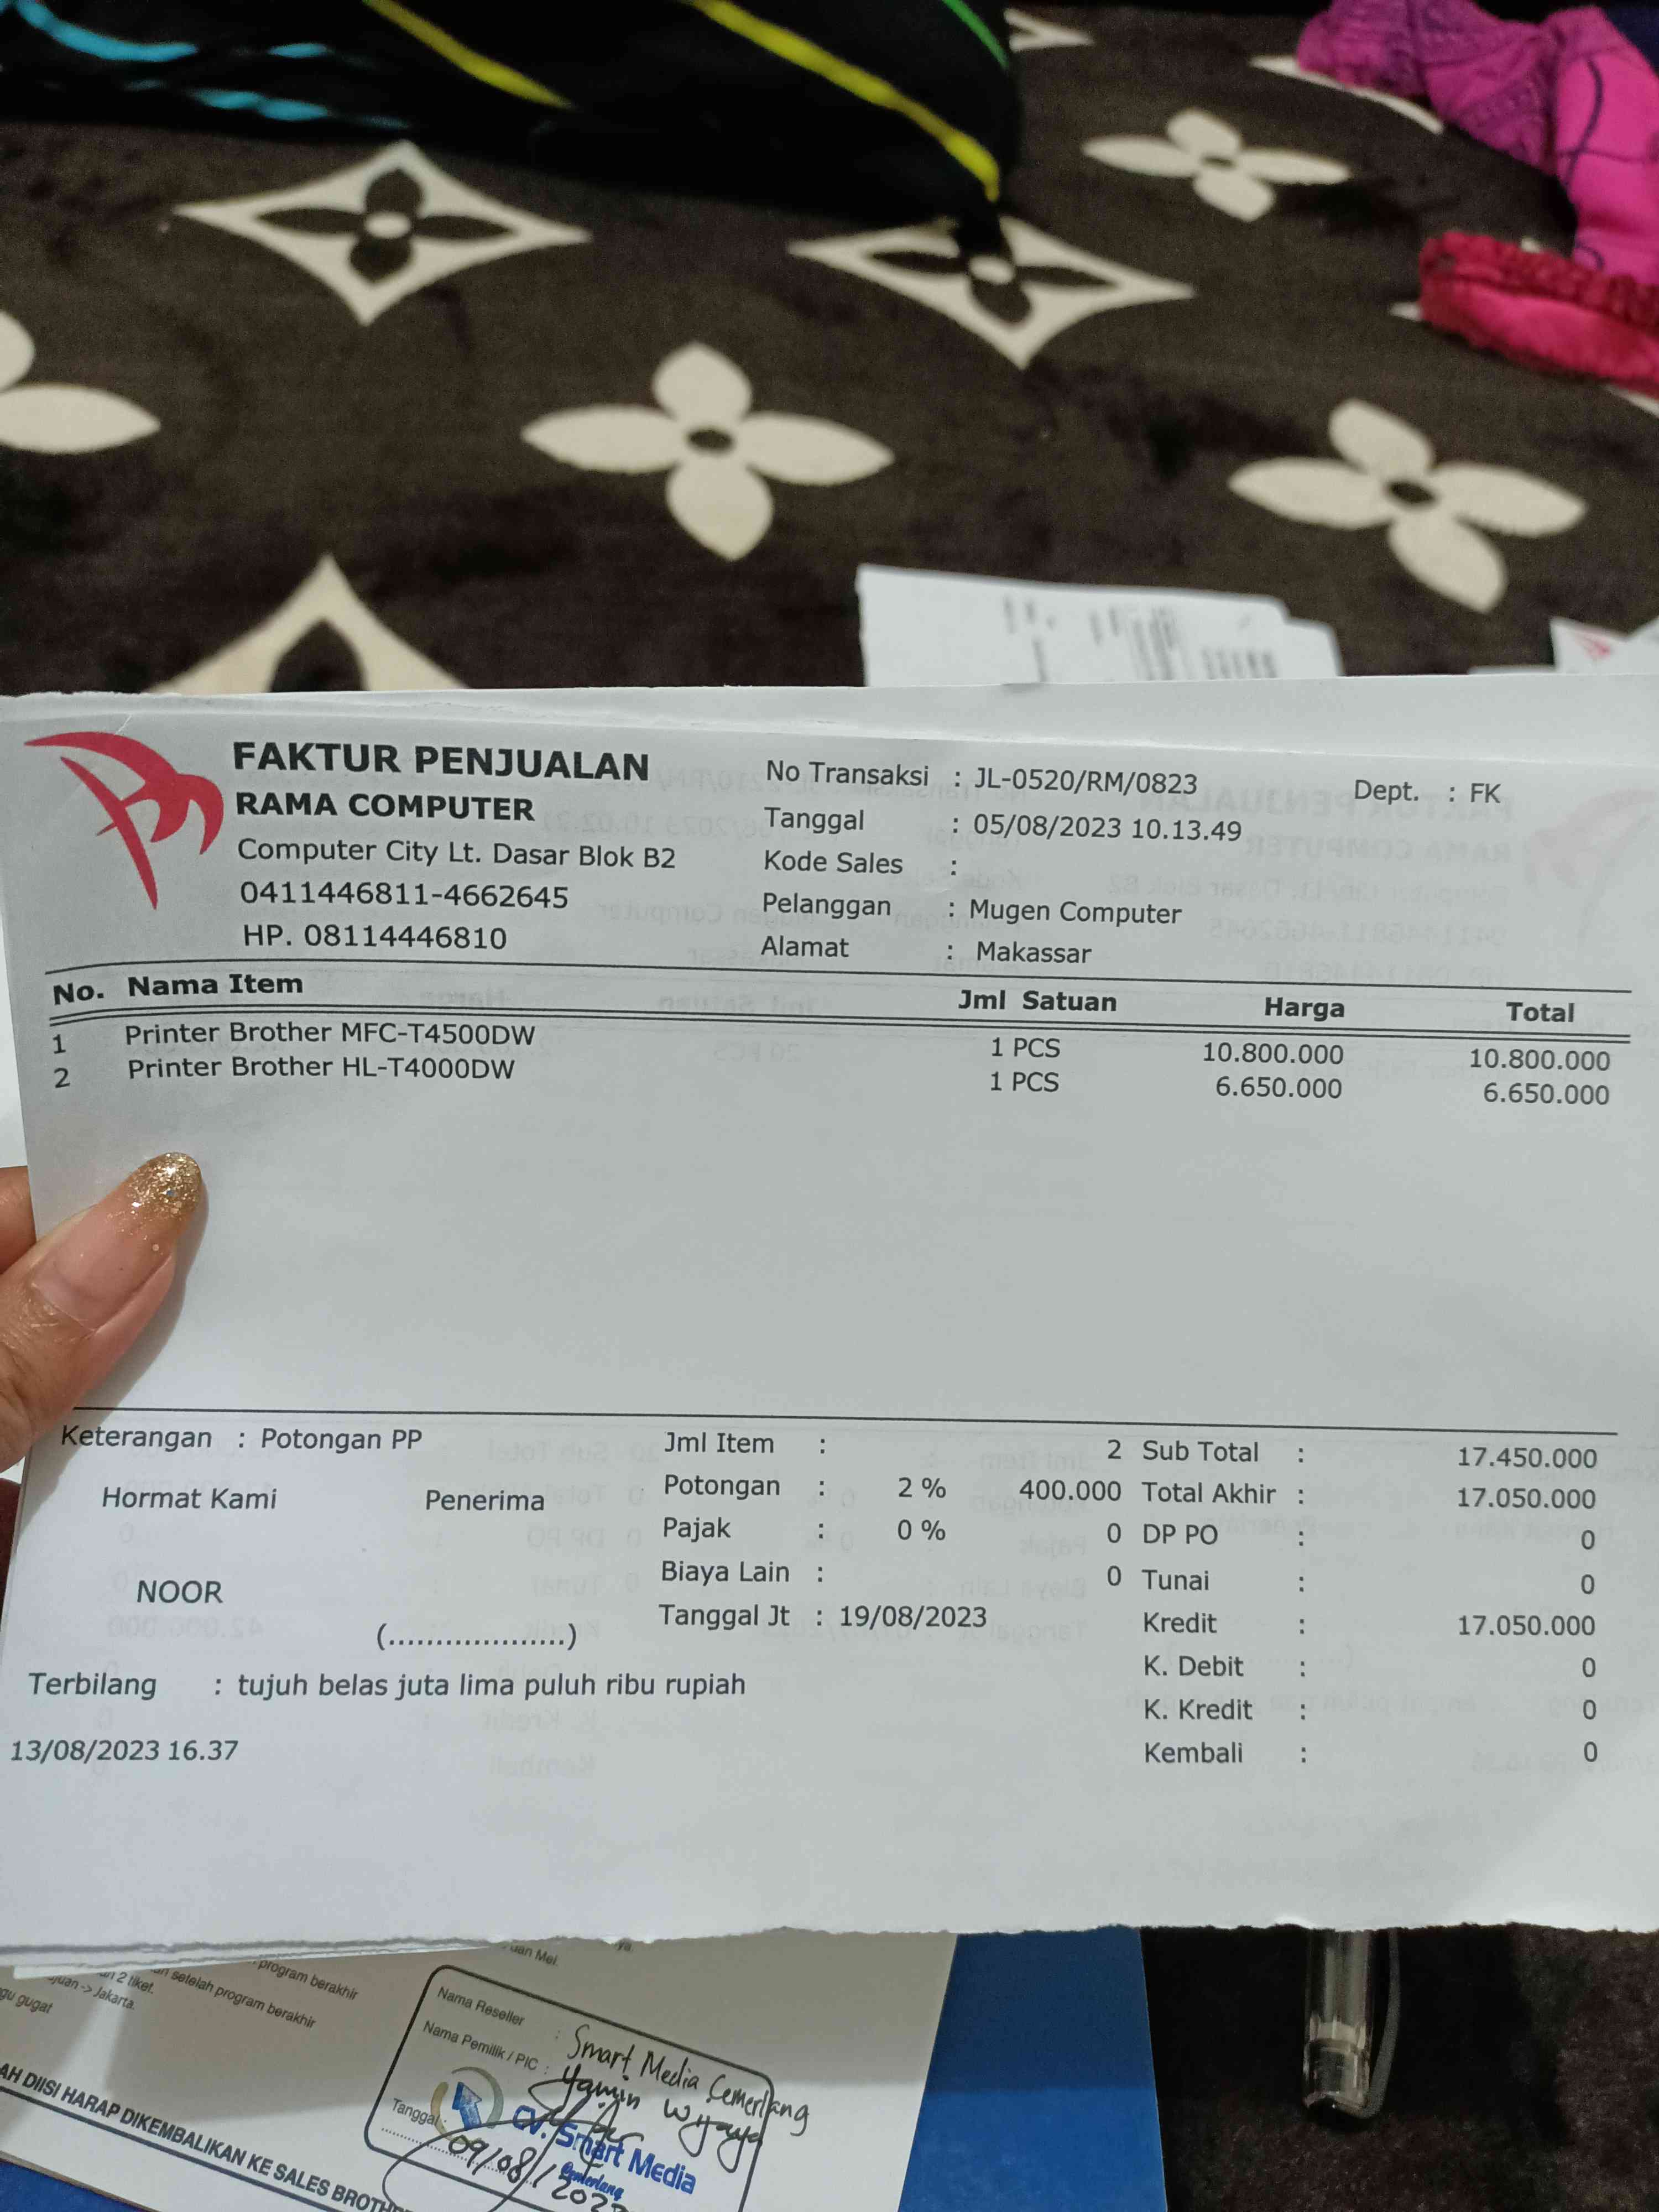 FAKTUR PENJUALAN
RAMA COMPUTER
Computer City Lt. Dasar Blok B2
0411446811-4662645
HP. 08114446810
No Transaksi : JL-0520/RM/0823
Dept. : FK
Tanggal : 05/08/2023 10.13.49
Kode Sales :
Pelanggan : Mugen Computer
Alamat : Makassar
No. Nama Item Jml Satuan Harga Total
1 Printer Brother MFC-T4500DW 1 PCS 10.800.000 10.800.000
2 Printer Brother HL-T4000DW 1 PCS 6.650.000 6.650.000
Keterangan : Potongan PP
Hormat Kami Penerima
NOOR
(....................)
Jml Item : 2
Potongan : 2 % 400.000
Pajak : 0 % 0
Biaya Lain : 0
Tanggal Jt : 19/08/2023
Sub Total : 17.450.000
Total Akhir : 17.050.000
DP PO : 0
Tunai : 0
Kredit : 17.050.000
K. Debit : 0
K. Kredit : 0
Kembali : 0
Terbilang : tujuh belas juta lima puluh ribu rupiah
13/08/2023 16.37
program berakhir
setelah program berakhir
2 tiket.
-> Jakarta.
gugat
Mei.
Nama Reseller : Smart Media Cemerlang
Nama Pemilik / PIC : Yamin Wijaya
Tanggal : 09/08/2023
CV. Smart Media
Cemerlang
DIISI HARAP DIKEMBALIKAN KE SALES